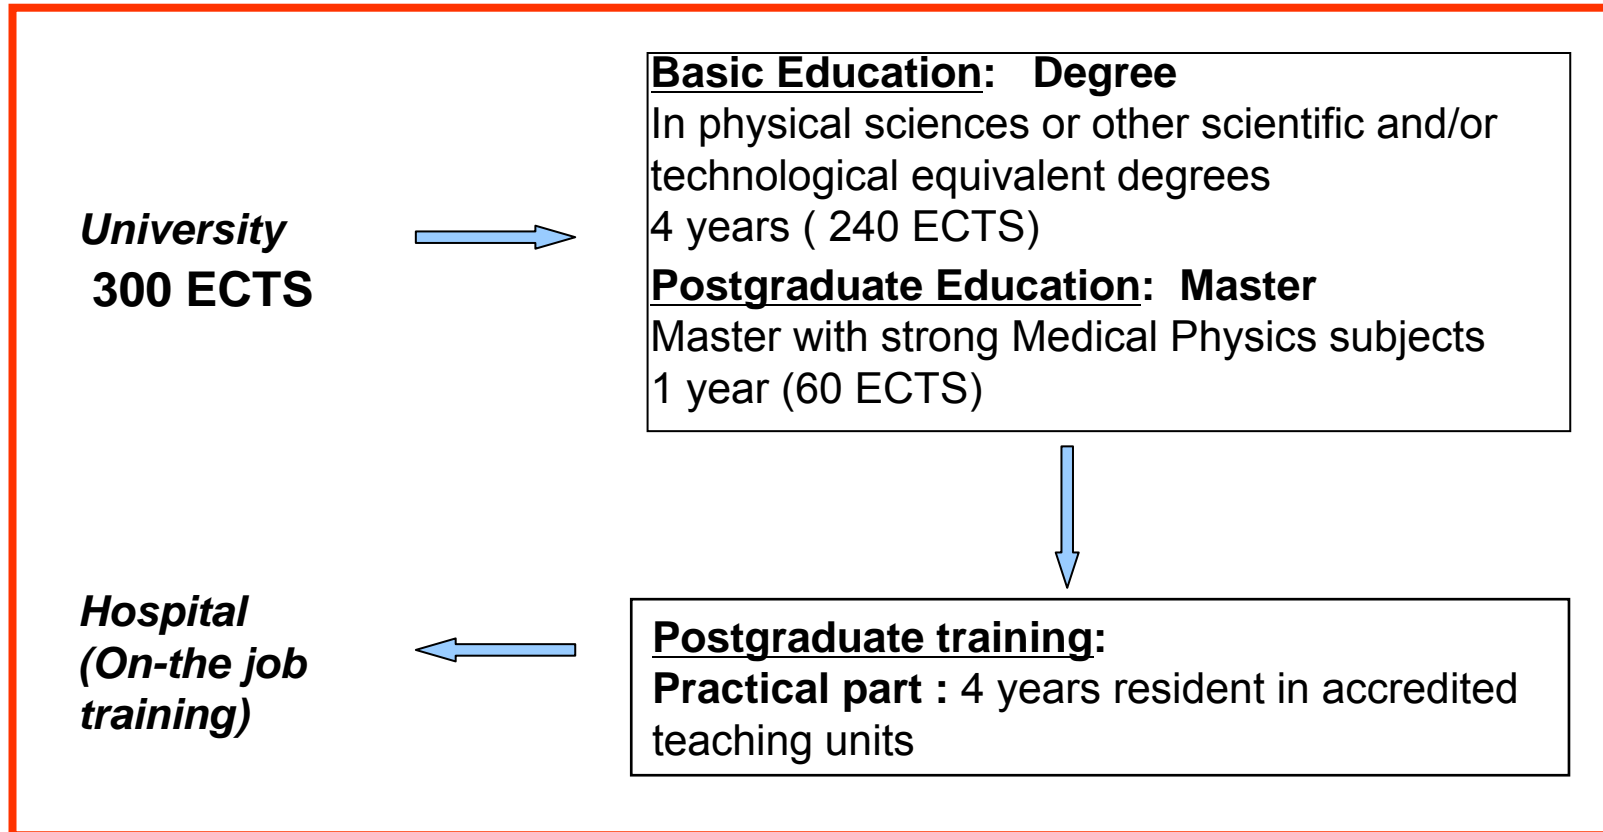 Basic Education: Degree
In physical sciences or other scientific and/or
technological equivalent degrees
4 years ( 240 ECTS)
University
300 ECTS
Postgraduate Education: Master
Master with strong Medical Physics subjects
1 year (60 ECTS)
Hospital
(On-the job
training)
Postgraduate training:
Practical part : 4 years resident in accredited
teaching units